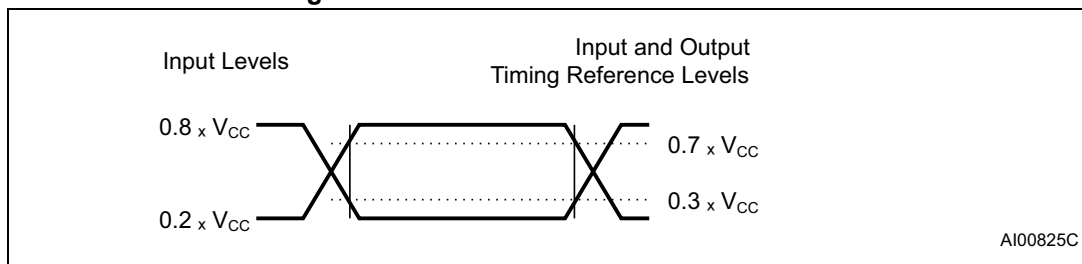 Input Levels
Input and Output
Timing Reference Levels
0.8 x VCC
0.7 x VCC
0.3 x VCC
0.2 x VCC
AI00825C